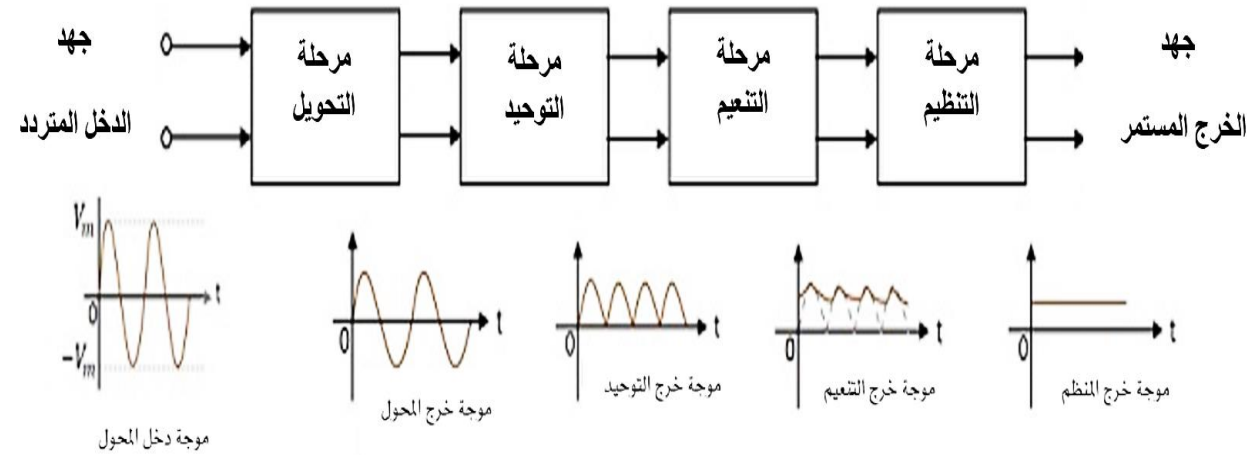 جهد
الدخل المتردد
مرحلة
التحويل
مرحلة
التوحيد
مرحلة
التنعيم
مرحلة
التنظيم
جهد
الخرج المستمر
Vm
0
-Vm
t
موجة دخل المحول
0
t
موجة خرج المحول
0
t
موجة خرج التوحيد
0
t
موجة خرج التنعيم
0
t
موجة خرج المنظم